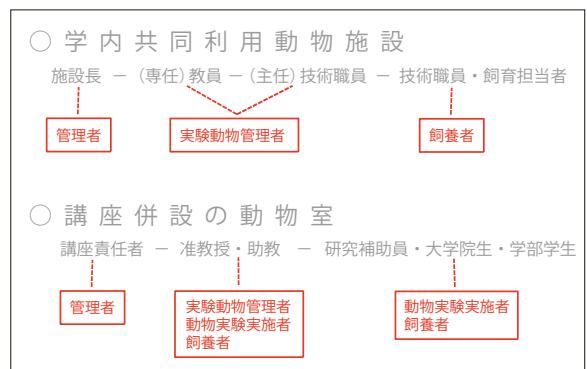 ○ 学内共同利用動物施設
施設長 － (専任)教員 －(主任)技術職員 － 技術職員・飼育担当者
管理者 実験動物管理者 飼養者
○ 講座併設の動物室
講座責任者 － 准教授・助教 － 研究補助員・大学院生・学部学生
管理者
実験動物管理者
動物実験実施者
飼養者
動物実験実施者
飼養者